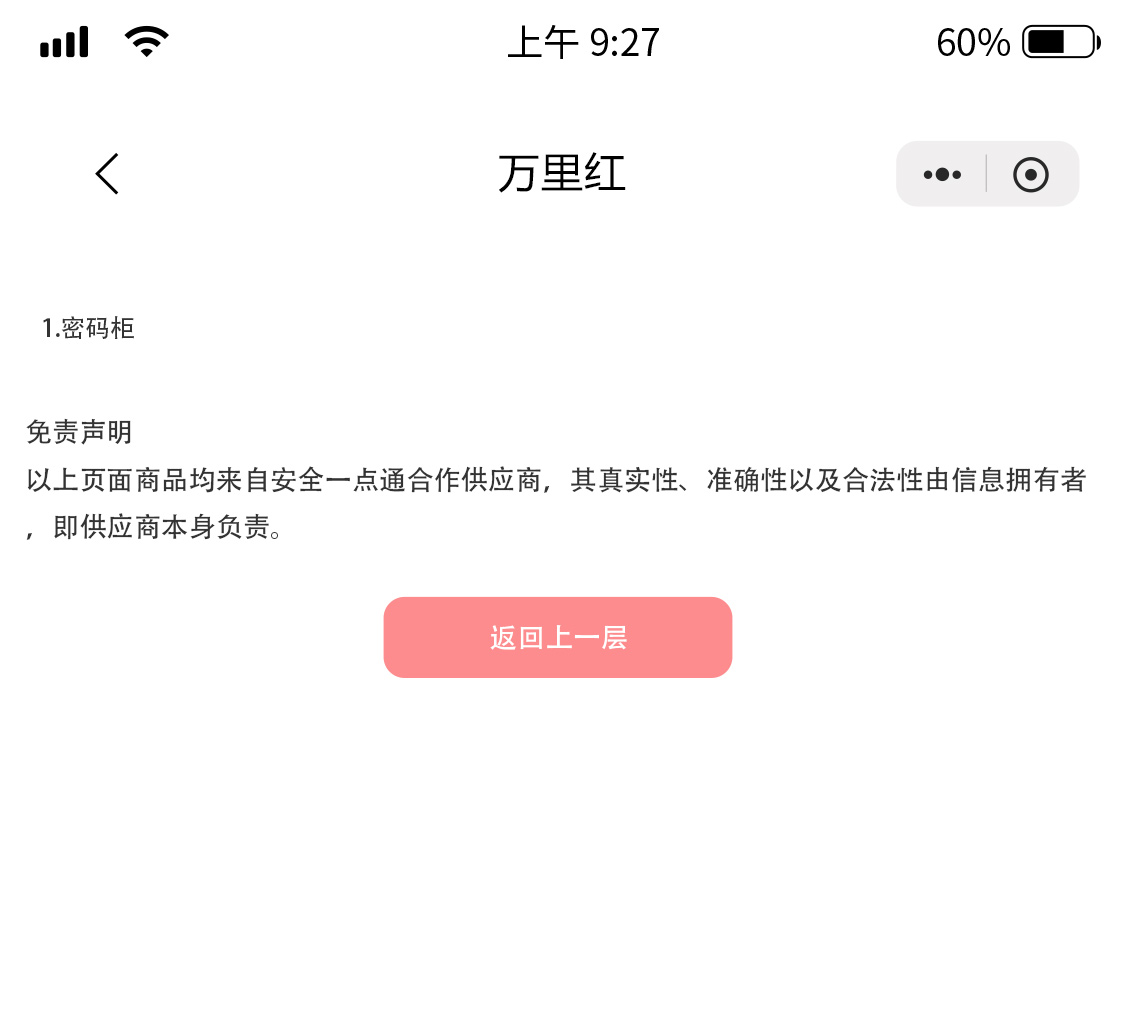 上午 9:27
60%
万里红
1.密码柜
免责声明
以上页面商品均来自安全一点通合作供应商，其真实性、准确性以及合法性由信息拥有者
，即供应商本身负责。
返回上一层